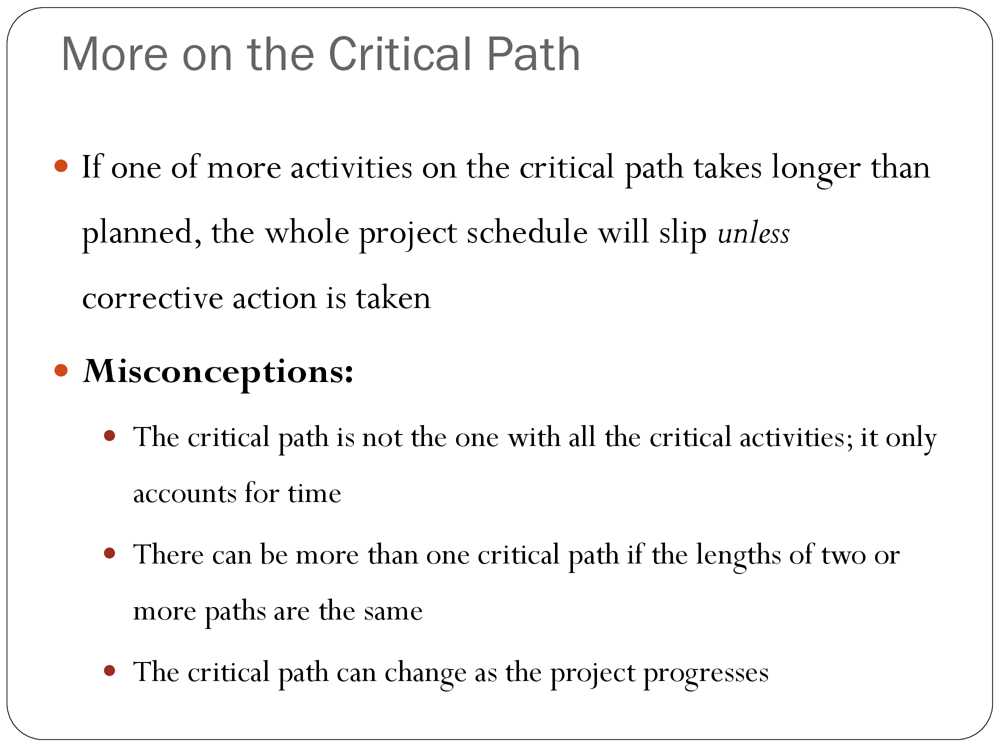 More on the Critical Path
• If one of more activities on the critical path takes longer than
planned, the whole project schedule will slip unless
corrective action is taken
• Misconceptions:
• The critical path is not the one with all the critical activities; it only
accounts for time
• There can be more than one critical path if the lengths of two or
more paths are the same
• The critical path can change as the project progresses